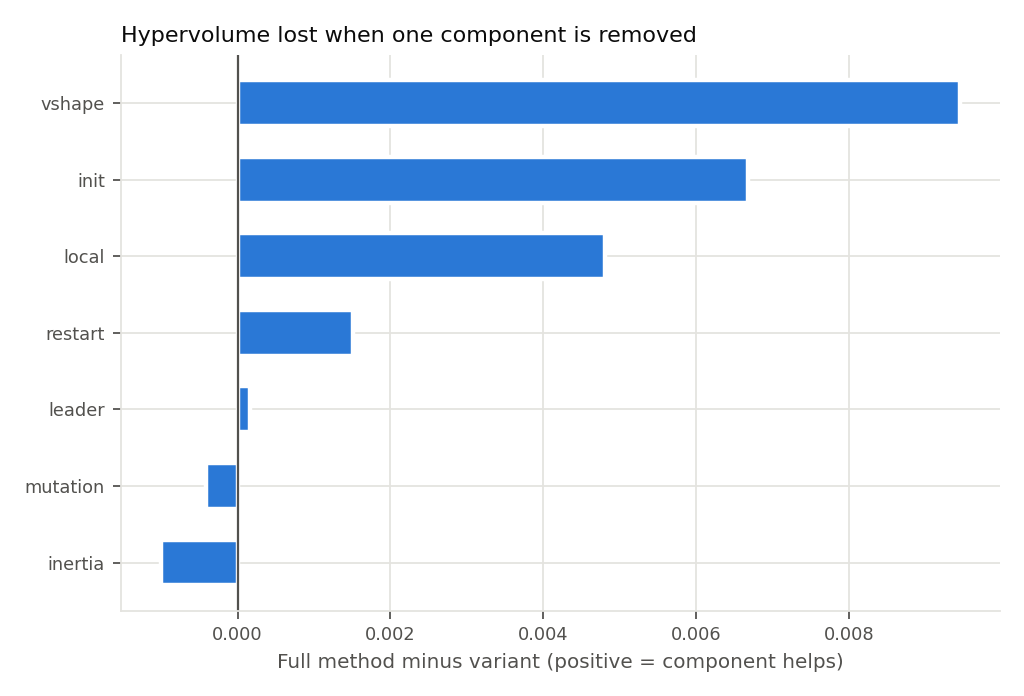 Hypervolume lost when one component is removed
vshape
init
local
restart
leader
mutation
inertia
0.000 0.002 0.004 0.006 0.008
Full method minus variant (positive = component helps)